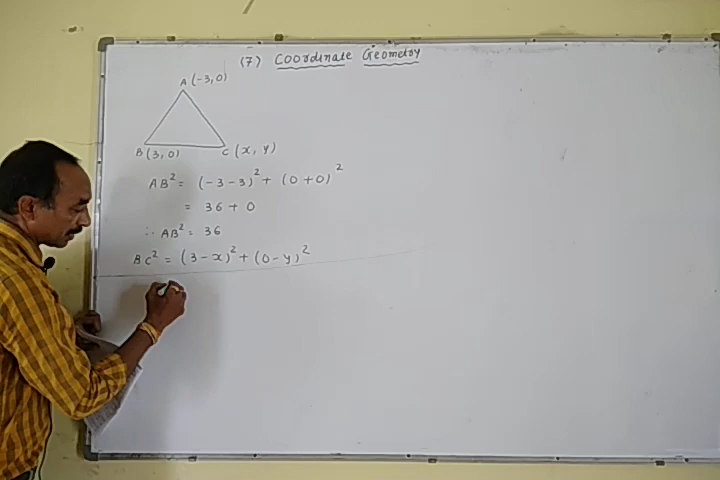 (7) Coordinate Geometry
A (-3,0)
B (3,0)
C (x, y)
AB² = (-3-3)² + (0+0)²
= 36 + 0
∴ AB² = 36
BC² = (3-x)² + (0-y)²